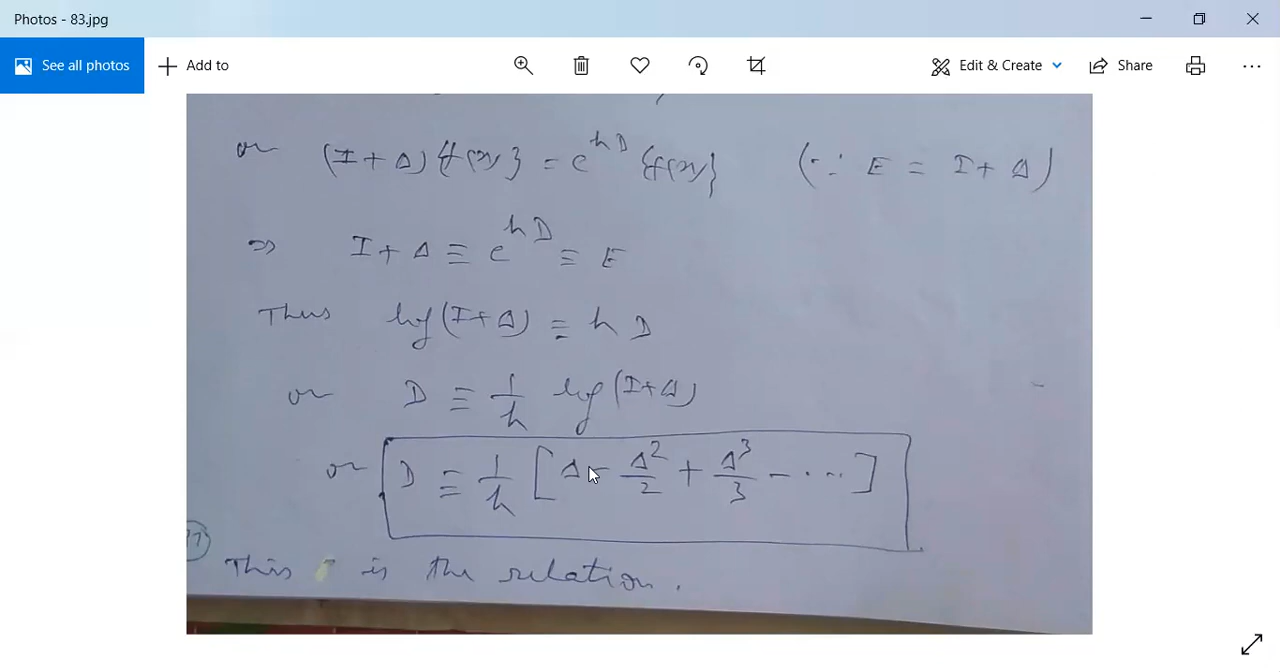 Photos - 83.jpg
See all photos
Add to
Edit & Create
Share
or (I + Δ) {f(x)} = e^{hD} {f(x)} (∵ E = I + Δ)
⇒ I + Δ ≡ e^{hD} ≡ E
Thus log (I + Δ) ≡ h D
or D ≡ 1/h log (I + Δ)
or D ≡ 1/h [Δ - Δ²/2 + Δ³/3 - ....]
This is the relation.